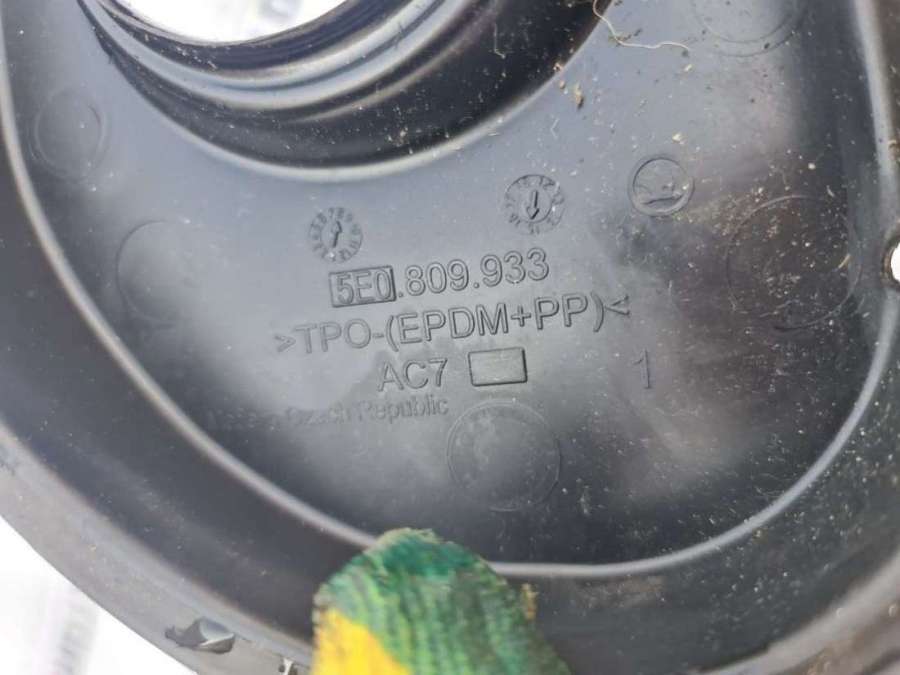 5E0.809.933
>TPO-(EPDM+PP)<
AC7 1
Czech Republic